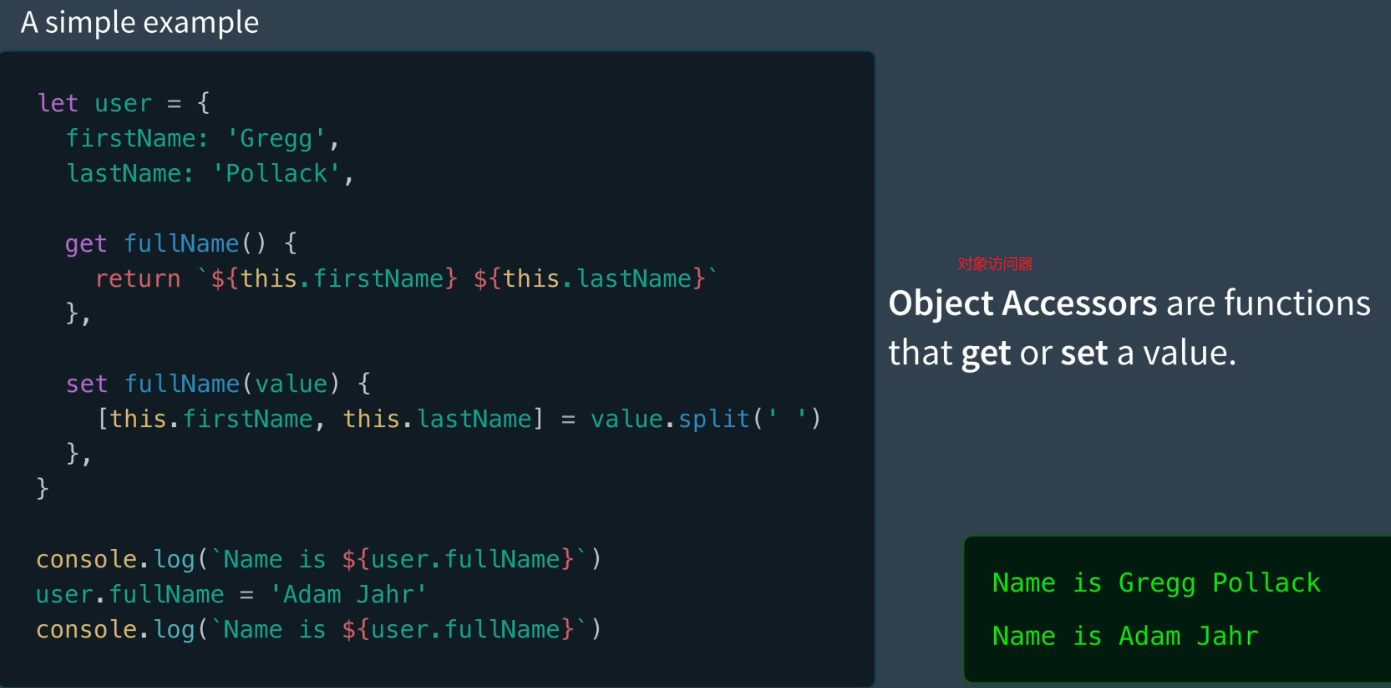 A simple example
let user = {
  firstName: 'Gregg',
  lastName: 'Pollack',
  get fullName() {
    return `${this.firstName} ${this.lastName}`
  },
  set fullName(value) {
    [this.firstName, this.lastName] = value.split(' ')
  },
}
console.log(`Name is ${user.fullName}`)
user.fullName = 'Adam Jahr'
console.log(`Name is ${user.fullName}`)
对象访问器
Object Accessors are functions
that get or set a value.
Name is Gregg Pollack
Name is Adam Jahr